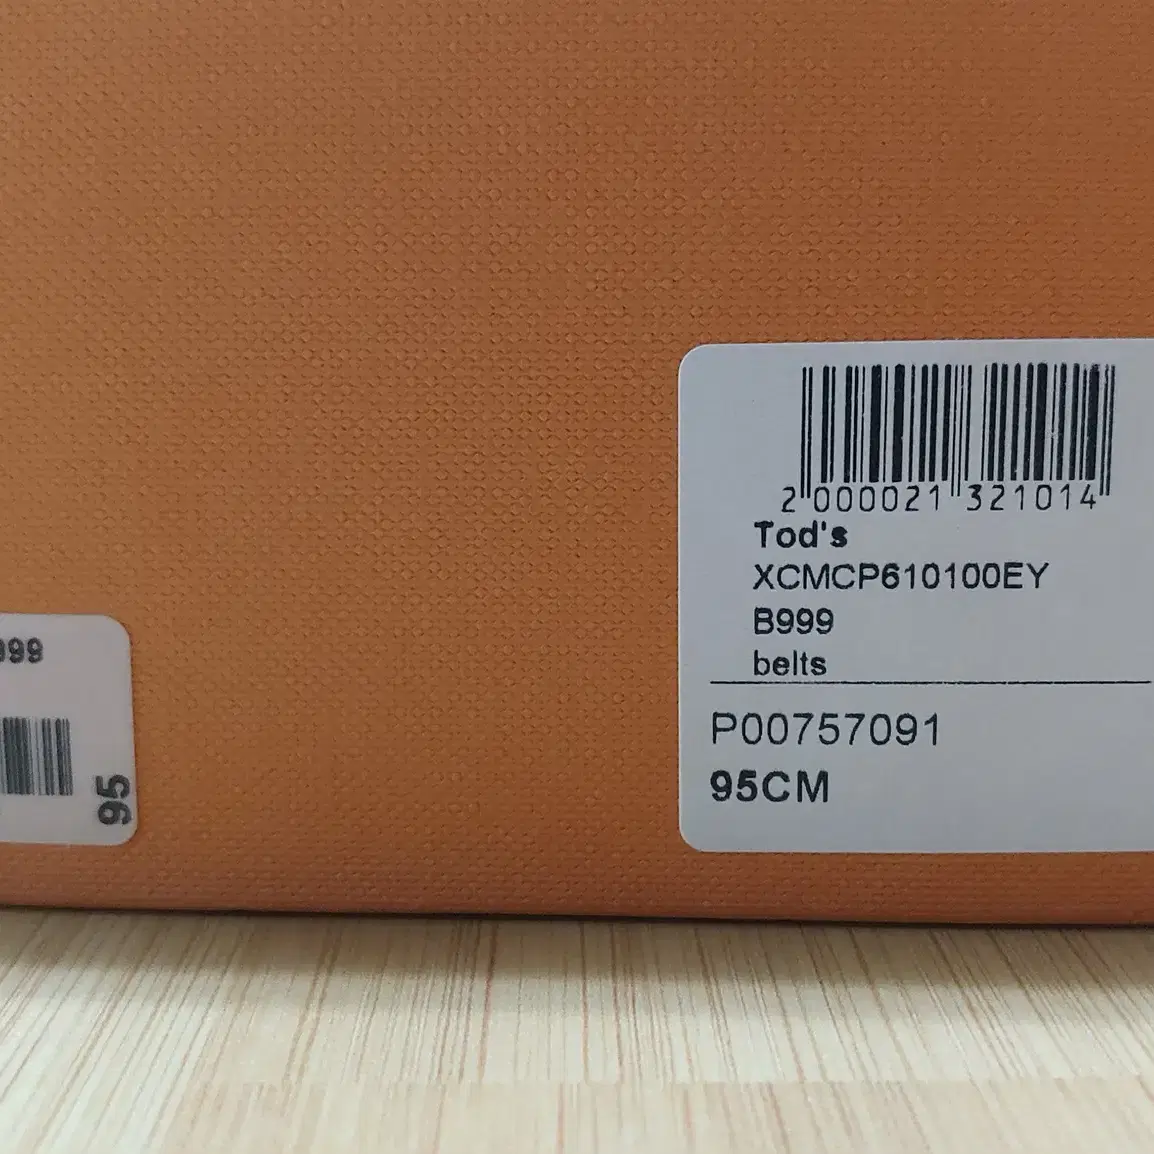 2 000021 321014
Tod's
XCMCP610100EY
B999
belts
P00757091
95CM
999
95